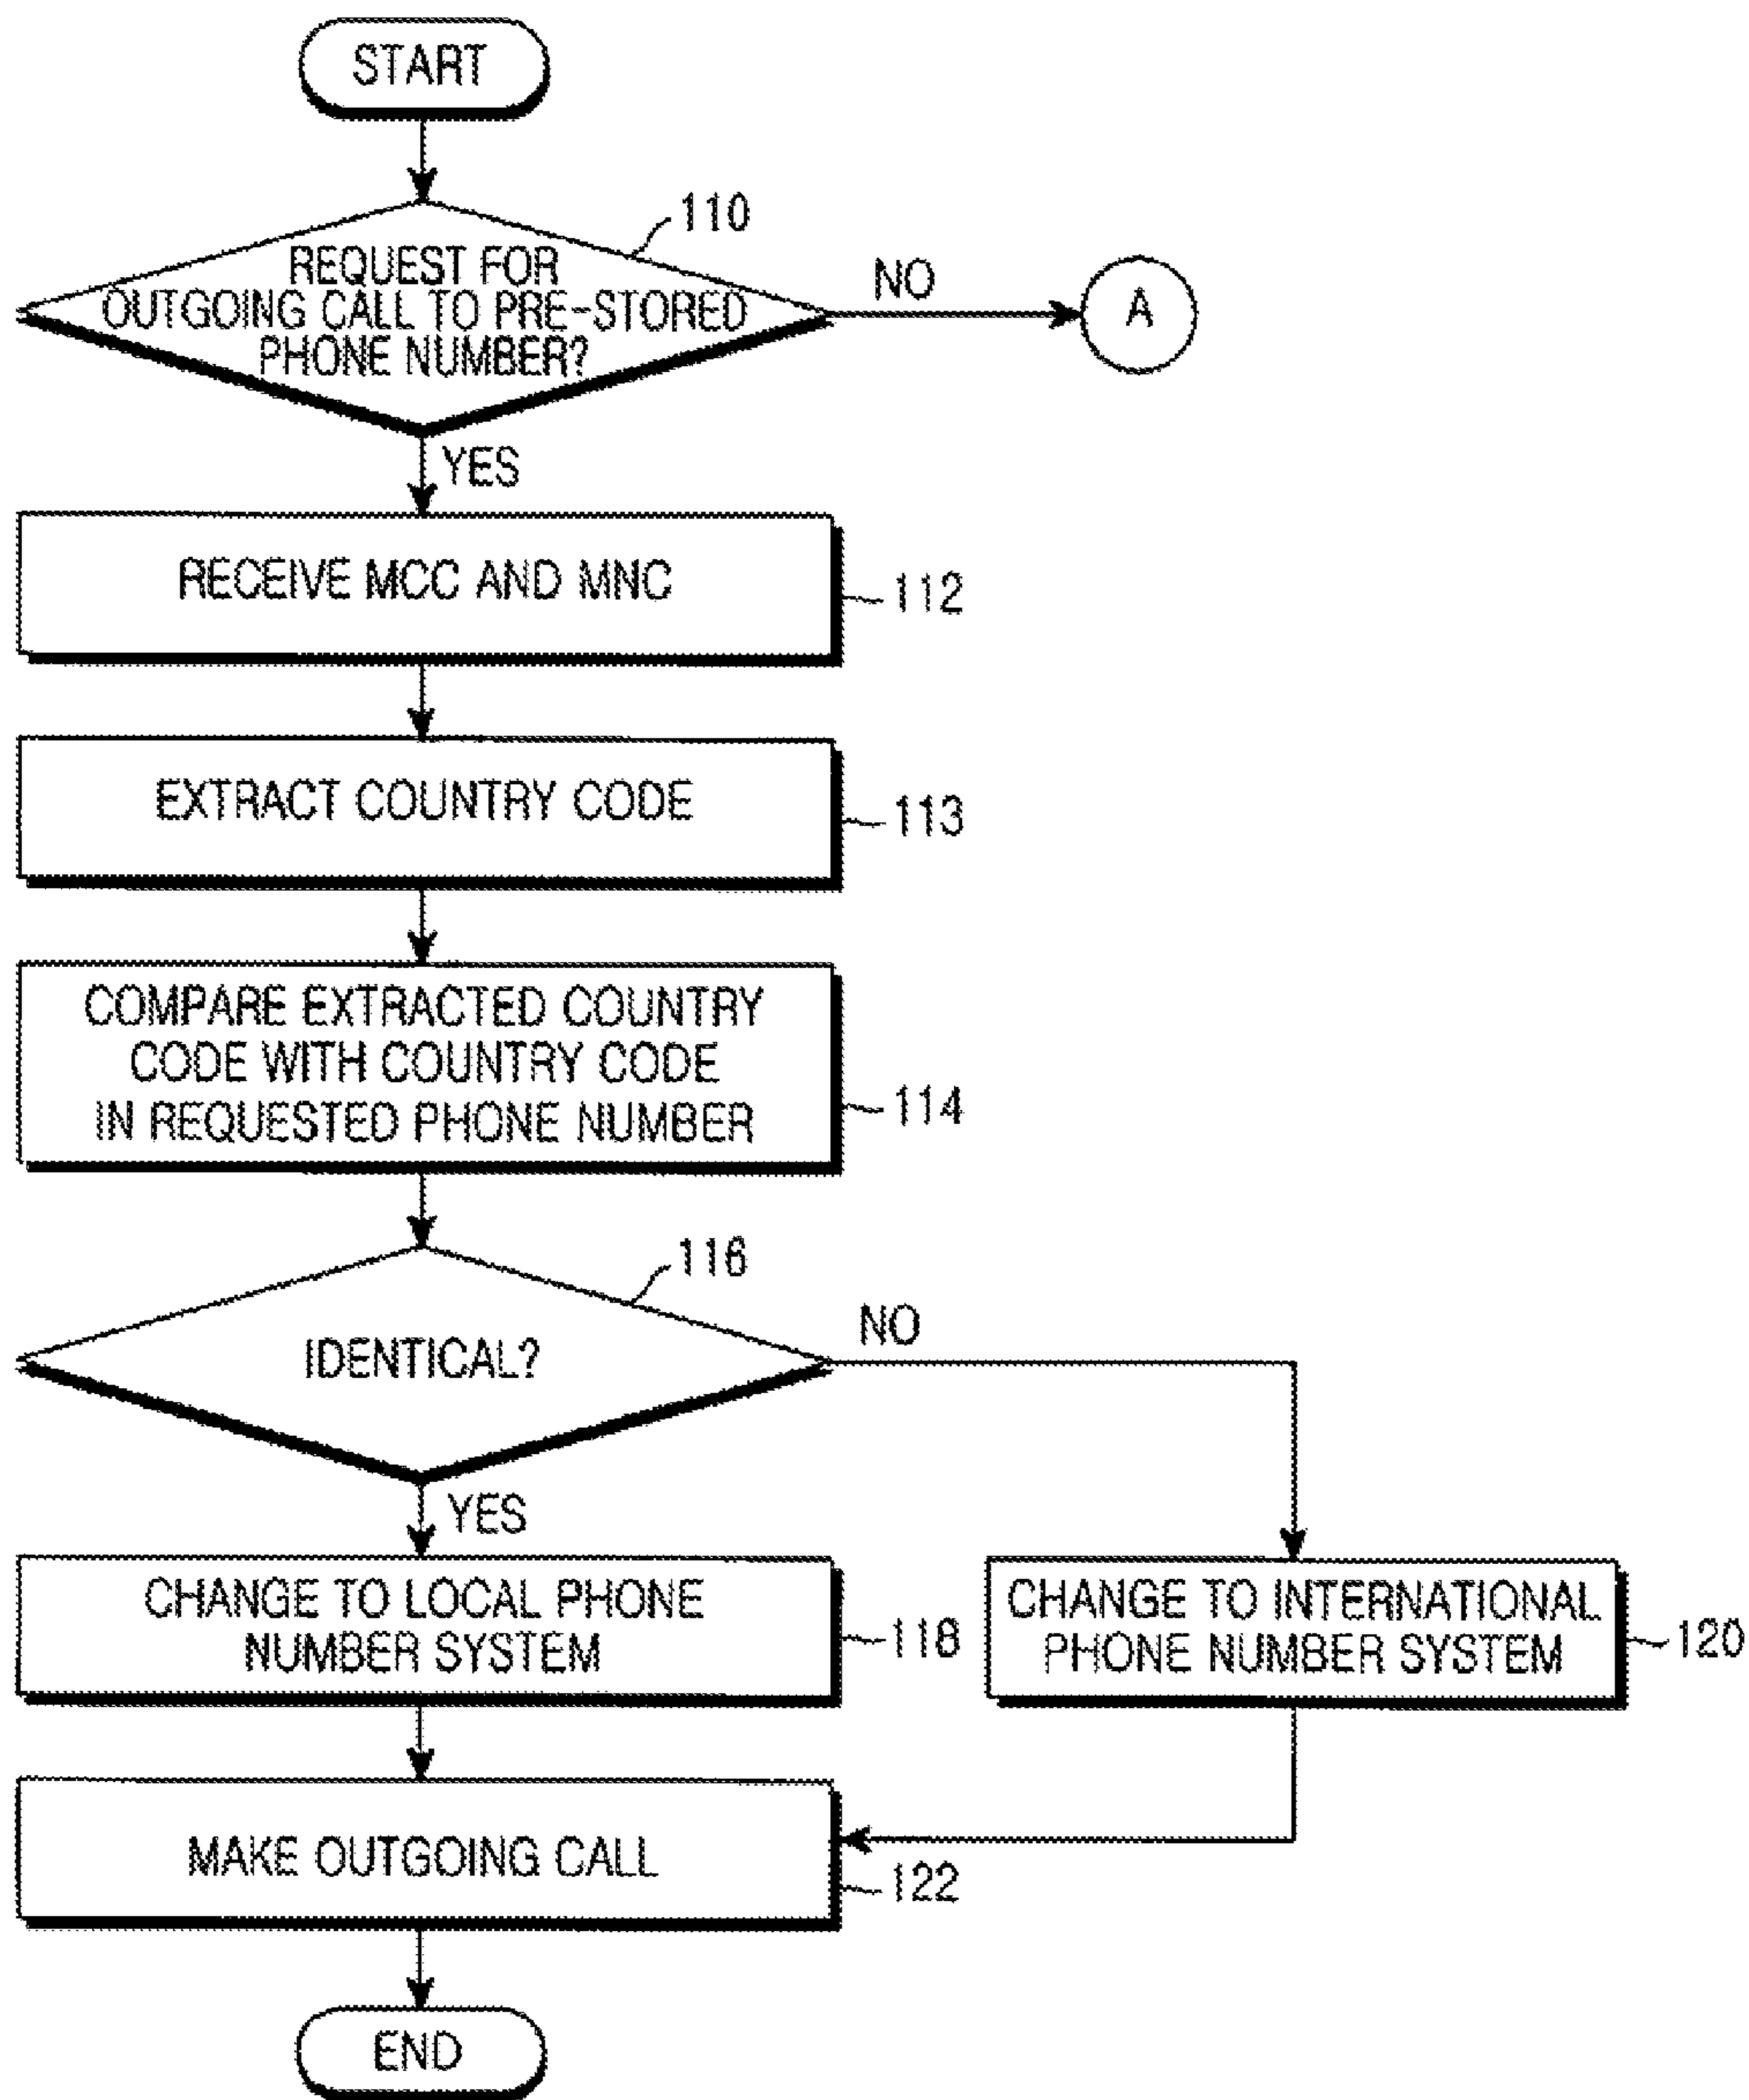 START
110
REQUEST FOR
OUTGOING CALL TO PRE-STORED
PHONE NUMBER?
NO
A
YES
RECEIVE MCC AND MNC
112
EXTRACT COUNTRY CODE
113
COMPARE EXTRACTED COUNTRY
CODE WITH COUNTRY CODE
IN REQUESTED PHONE NUMBER
114
116
IDENTICAL?
NO
YES
CHANGE TO LOCAL PHONE
NUMBER SYSTEM
118
CHANGE TO INTERNATIONAL
PHONE NUMBER SYSTEM
120
MAKE OUTGOING CALL
122
END